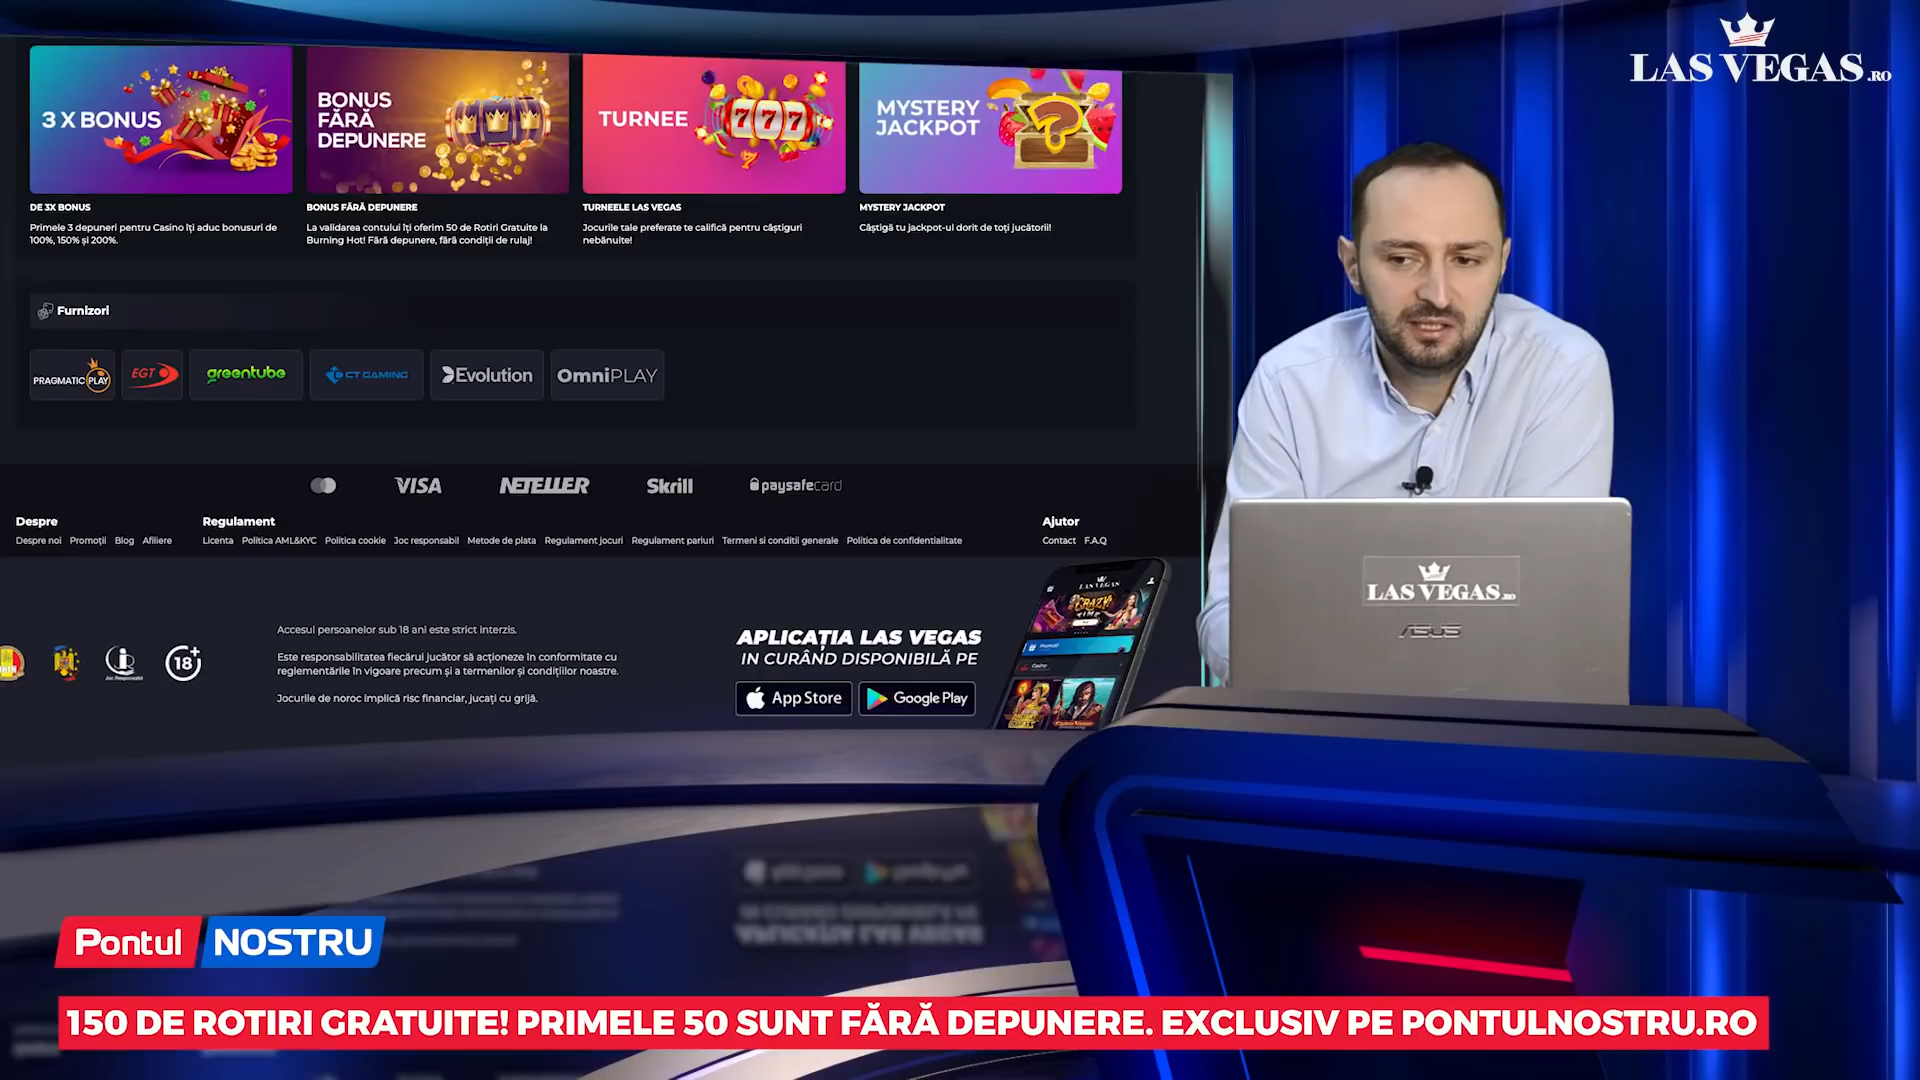 LAS VEGAS.RO
3 X BONUS
BONUS
FĂRĂ
DEPUNERE
TURNEE
777
MYSTERY
JACKPOT
DE 3X BONUS
Primele 3 depuneri pentru Casino îți aduc bonusuri de
100%, 150% și 200%.
BONUS FĂRĂ DEPUNERE
La validarea contului îți oferim 50 de Rotiri Gratuite la
Burning Hot! Fără depunere, fără condiții de rulaj!
TURNEELE LAS VEGAS
Jocurile tale preferate te califică pentru câștiguri
nebănuite!
MYSTERY JACKPOT
Câștigă tu jackpot-ul dorit de toți jucătorii!
Furnizori
PRAGMATIC PLAY
EGT
greentube
CT GAMING
Evolution
OmniPLAY
VISA
NETELLER
Skrill
paysafecard
Despre
Despre noi Promoții Blog Afiliere
Regulament
Licenta Politica AML&KYC Politica cookie Joc responsabil Metode de plata Regulament jocuri Regulament pariuri Termeni si conditii generale Politica de confidentialitate
Ajutor
Contact F.A.Q
Joc Responsabil
18+
Accesul persoanelor sub 18 ani este strict interzis.
Este responsabilitatea fiecărui jucător să acționeze în conformitate cu
reglementările în vigoare precum și a termenilor și condițiilor noastre.
Jocurile de noroc implică risc financiar, jucați cu grijă.
APLICAȚIA LAS VEGAS
IN CURÂND DISPONIBILĂ PE
App Store
Google Play
LAS VEGAS
CRAZY
TIME
Promotii
Casino
LAS VEGAS.RO
ASUS
Pontul NOSTRU
150 DE ROTIRI GRATUITE! PRIMELE 50 SUNT FĂRĂ DEPUNERE. EXCLUSIV PE PONTULNOSTRU.RO